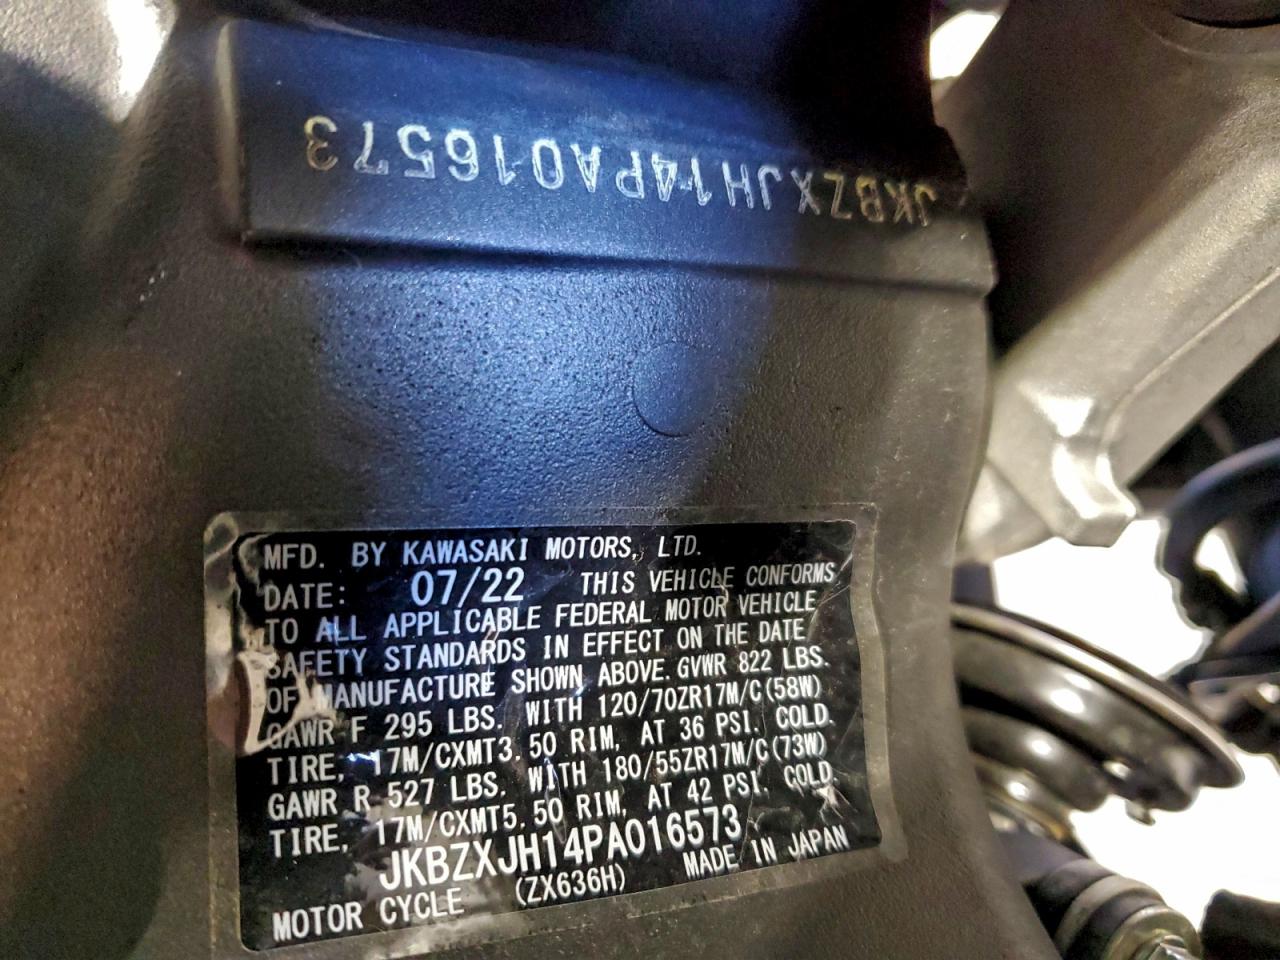 JKBZXJH14PA016573
MFD. BY KAWASAKI MOTORS, LTD.
DATE: 07/22 THIS VEHICLE CONFORMS
TO ALL APPLICABLE FEDERAL MOTOR VEHICLE
SAFETY STANDARDS IN EFFECT ON THE DATE
OF MANUFACTURE SHOWN ABOVE. GVWR 822 LBS.
GAWR F 295 LBS. WITH 120/70ZR17M/C(58W)
TIRE, 17M/CXMT3.50 RIM, AT 36 PSI. COLD.
GAWR R 527 LBS. WITH 180/55ZR17M/C(73W)
TIRE, 17M/CXMT5.50 RIM, AT 42 PSI. COLD.
JKBZXJH14PA016573
MOTOR CYCLE (ZX636H) MADE IN JAPAN